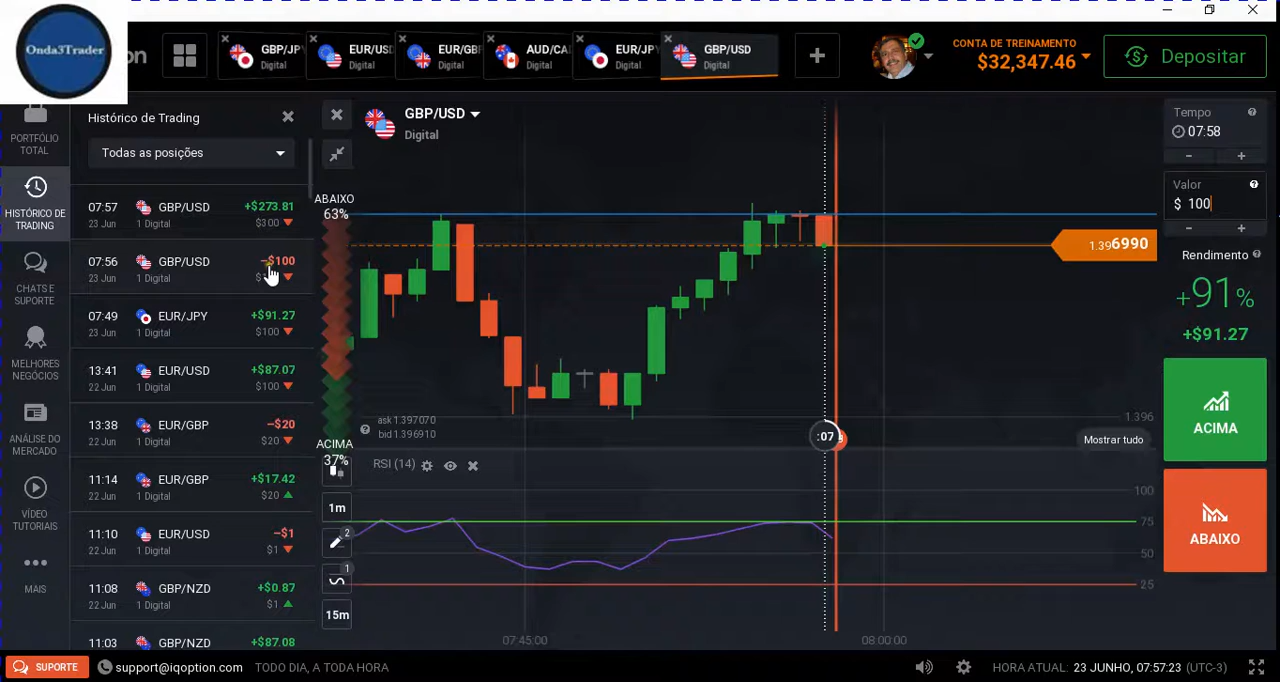 Onda3Trader
on
GBP/JP
Digital
EUR/USD
Digital
EUR/GBP
Digital
AUD/CA
Digital
EUR/JPY
Digital
GBP/USD
Digital
CONTA DE TREINAMENTO
$32,347.46
Depositar
PORTFÓLIO
TOTAL
HISTÓRICO DE
TRADING
CHATS E
SUPORTE
MELHORES
NEGÓCIOS
ANÁLISE DO
MERCADO
VÍDEO
TUTORIAIS
MAIS
Histórico de Trading
Todas as posições
07:57 GBP/USD +$273.81
23 Jun 1 Digital $300
07:56 GBP/USD −$100
23 Jun 1 Digital
07:49 EUR/JPY +$91.27
23 Jun 1 Digital $100
13:41 EUR/USD +$87.07
22 Jun 1 Digital $100
13:38 EUR/GBP −$20
22 Jun 1 Digital $20
11:14 EUR/GBP +$17.42
22 Jun 1 Digital $20
11:10 EUR/USD −$1
22 Jun 1 Digital $1
11:08 GBP/NZD +$0.87
22 Jun 1 Digital $1
11:03 GBP/NZD +$87.08
GBP/USD
Digital
ABAIXO
63%
ACIMA
37%
ask 1.397070
bid 1.396910
RSI (14)
1m
2
1
15m
:07
1.396990
1.396
Mostrar tudo
100
75
50
25
07:45:00
08:00:00
Tempo
07:58
- +
Valor
$ 100
- +
Rendimento
+91%
+$91.27
ACIMA
ABAIXO
SUPORTE
support@iqoption.com
TODO DIA, A TODA HORA
HORA ATUAL: 23 JUNHO, 07:57:23 (UTC-3)